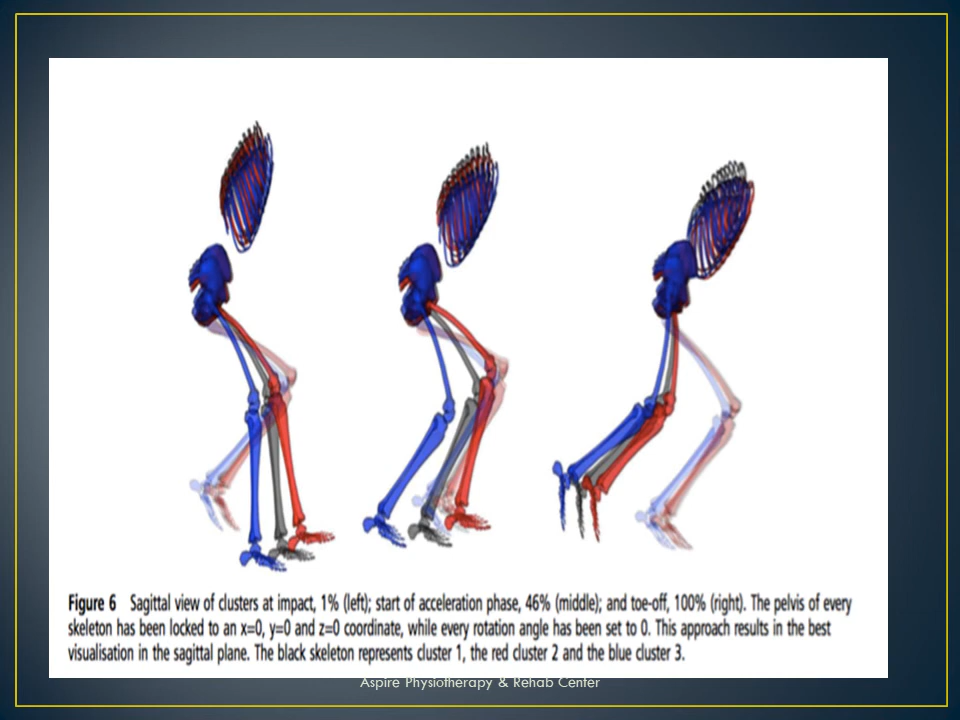 Figure 6 Sagittal view of clusters at impact, 1% (left); start of acceleration phase, 46% (middle); and toe-off, 100% (right). The pelvis of every
skeleton has been locked to an x=0, y=0 and z=0 coordinate, while every rotation angle has been set to 0. This approach results in the best
visualisation in the sagittal plane. The black skeleton represents cluster 1, the red cluster 2 and the blue cluster 3.
Aspire Physiotherapy & Rehab Center